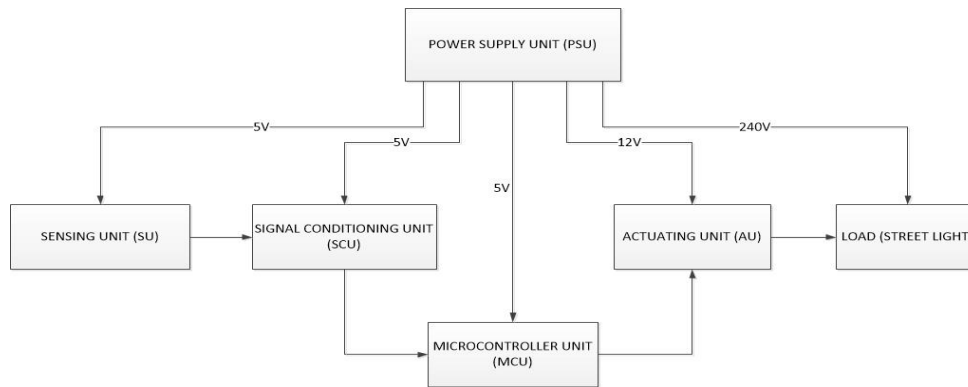 POWER SUPPLY UNIT (PSU)
5V
5V
5V
12V
240V
SENSING UNIT (SU)
SIGNAL CONDITIONING UNIT
(SCU)
ACTUATING UNIT (AU)
LOAD (STREET LIGHT
MICROCONTROLLER UNIT
(MCU)